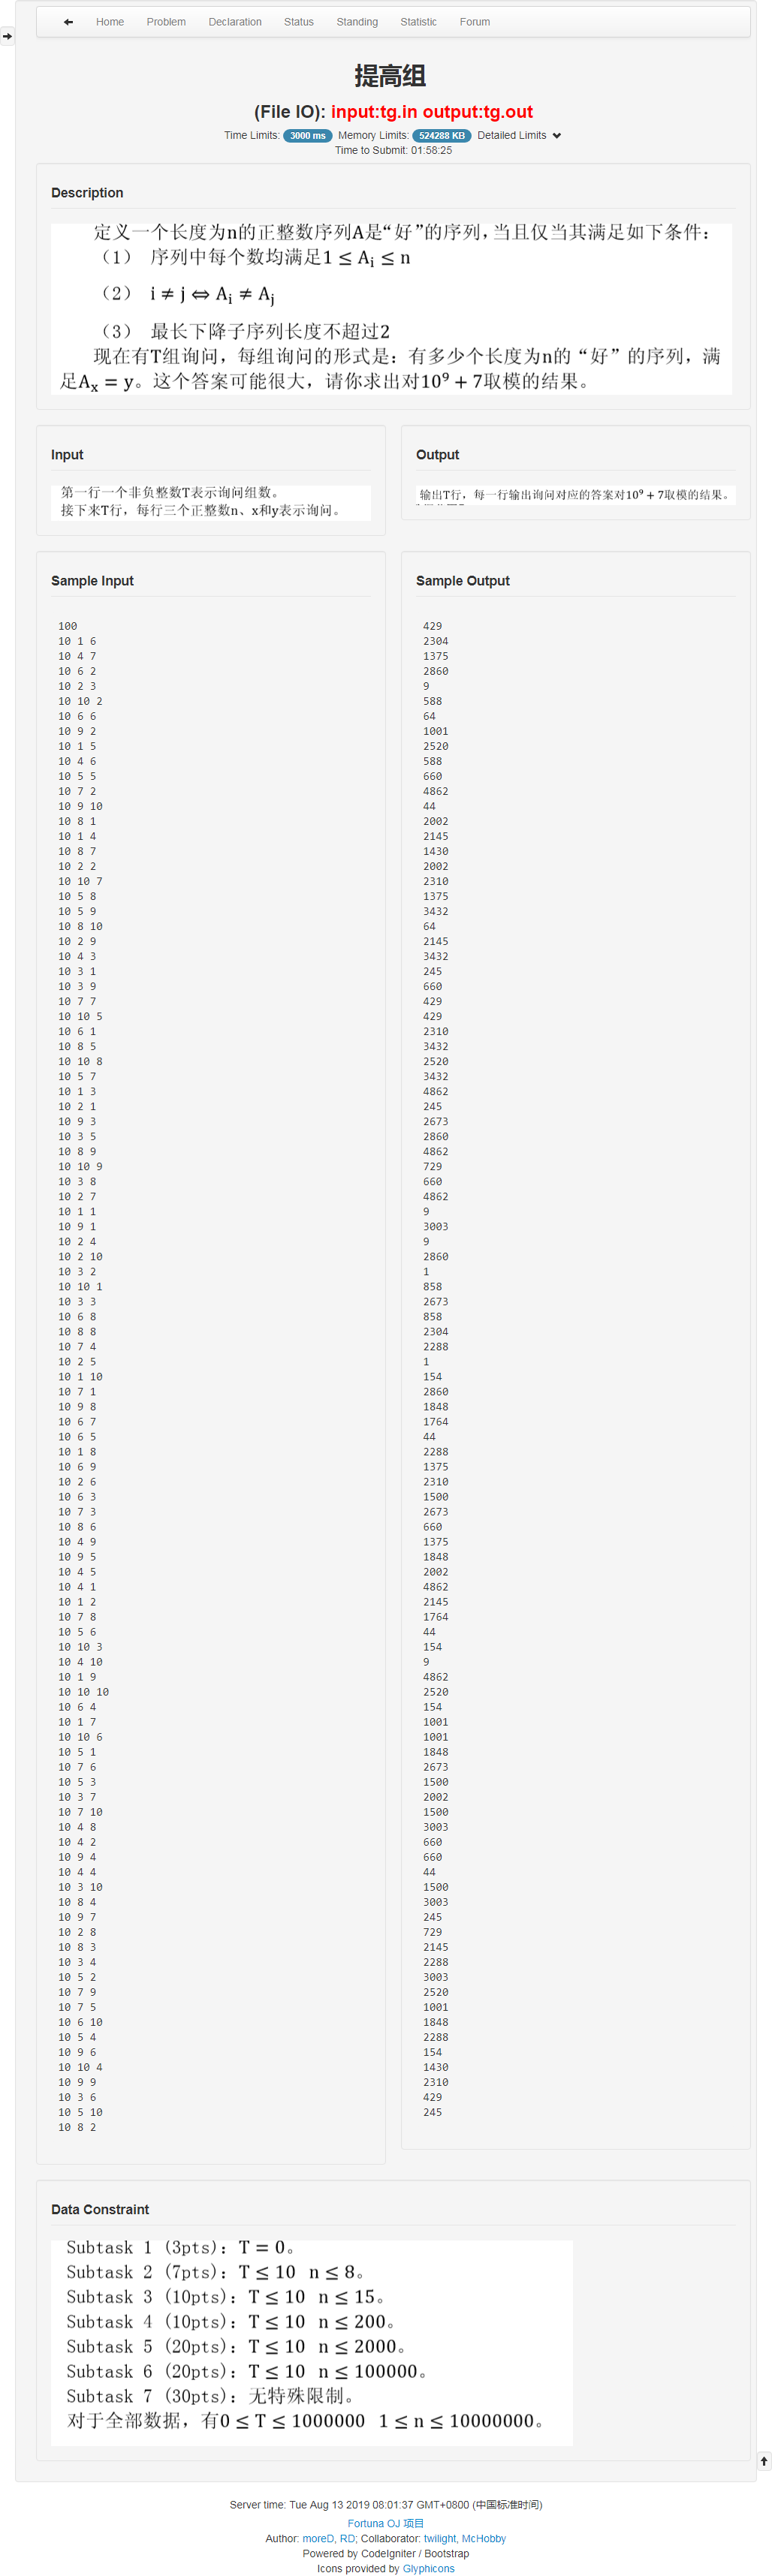 Home Problem Declaration Status Standing Statistic Forum
提高组
(File IO): input:tg.in output:tg.out
Time Limits: 3000 ms Memory Limits: 524288 KB Detailed Limits
Time to Submit: 01:58:25
Description
定义一个长度为n的正整数序列A是“好”的序列,当且仅当其满足如下条件:
(1) 序列中每个数均满足1 ≤ Aᵢ ≤ n
(2) i ≠ j ⇔ Aᵢ ≠ Aⱼ
(3) 最长下降子序列长度不超过2
现在有T组询问,每组询问的形式是:有多少个长度为n的“好”的序列,满
足Aₓ = y。这个答案可能很大,请你求出对10⁹ + 7取模的结果。
Input
第一行一个非负整数T表示询问组数。
接下来T行,每行三个正整数n、x和y表示询问。
Output
输出T行,每一行输出询问对应的答案对10⁹ + 7取模的结果。
Sample Input
100
10 1 6
10 4 7
10 6 2
10 2 3
10 10 2
10 6 6
10 9 2
10 1 5
10 4 6
10 5 5
10 7 2
10 9 10
10 8 1
10 1 4
10 8 7
10 2 2
10 10 7
10 5 8
10 5 9
10 8 10
10 2 9
10 4 3
10 3 1
10 3 9
10 7 7
10 10 5
10 6 1
10 8 5
10 10 8
10 5 7
10 1 3
10 2 1
10 9 3
10 3 5
10 8 9
10 10 9
10 3 8
10 2 7
10 1 1
10 9 1
10 2 4
10 2 10
10 3 2
10 10 1
10 3 3
10 6 8
10 8 8
10 7 4
10 2 5
10 1 10
10 7 1
10 9 8
10 6 7
10 6 5
10 1 8
10 6 9
10 2 6
10 6 3
10 7 3
10 8 6
10 4 9
10 9 5
10 4 5
10 4 1
10 1 2
10 7 8
10 5 6
10 10 3
10 4 10
10 1 9
10 10 10
10 6 4
10 1 7
10 10 6
10 5 1
10 7 6
10 5 3
10 3 7
10 7 10
10 4 8
10 4 2
10 9 4
10 4 4
10 3 10
10 8 4
10 9 7
10 2 8
10 8 3
10 3 4
10 5 2
10 7 9
10 7 5
10 6 10
10 5 4
10 9 6
10 10 4
10 9 9
10 3 6
10 5 10
10 8 2
Sample Output
429
2304
1375
2860
9
588
64
1001
2520
588
660
4862
44
2002
2145
1430
2002
2310
1375
3432
64
2145
3432
245
660
429
429
2310
3432
2520
3432
4862
245
2673
2860
4862
729
660
4862
9
3003
9
2860
1
858
2673
858
2304
2288
1
154
2860
1848
1764
44
2288
1375
2310
1500
2673
660
1375
1848
2002
4862
2145
1764
44
154
9
4862
2520
154
1001
1001
1848
2673
1500
2002
1500
3003
660
660
44
1500
3003
245
729
2145
2288
3003
2520
1001
1848
2288
154
1430
2310
429
245
Data Constraint
Subtask 1 (3pts): T = 0。
Subtask 2 (7pts): T ≤ 10 n ≤ 8。
Subtask 3 (10pts): T ≤ 10 n ≤ 15。
Subtask 4 (10pts): T ≤ 10 n ≤ 200。
Subtask 5 (20pts): T ≤ 10 n ≤ 2000。
Subtask 6 (20pts): T ≤ 10 n ≤ 100000。
Subtask 7 (30pts): 无特殊限制。
对于全部数据,有0 ≤ T ≤ 1000000 1 ≤ n ≤ 10000000。
Server time: Tue Aug 13 2019 08:01:37 GMT+0800 (中国标准时间)
Fortuna OJ 项目
Author: moreD, RD; Collaborator: twilight, McHobby
Powered by CodeIgniter / Bootstrap
Icons provided by Glyphicons